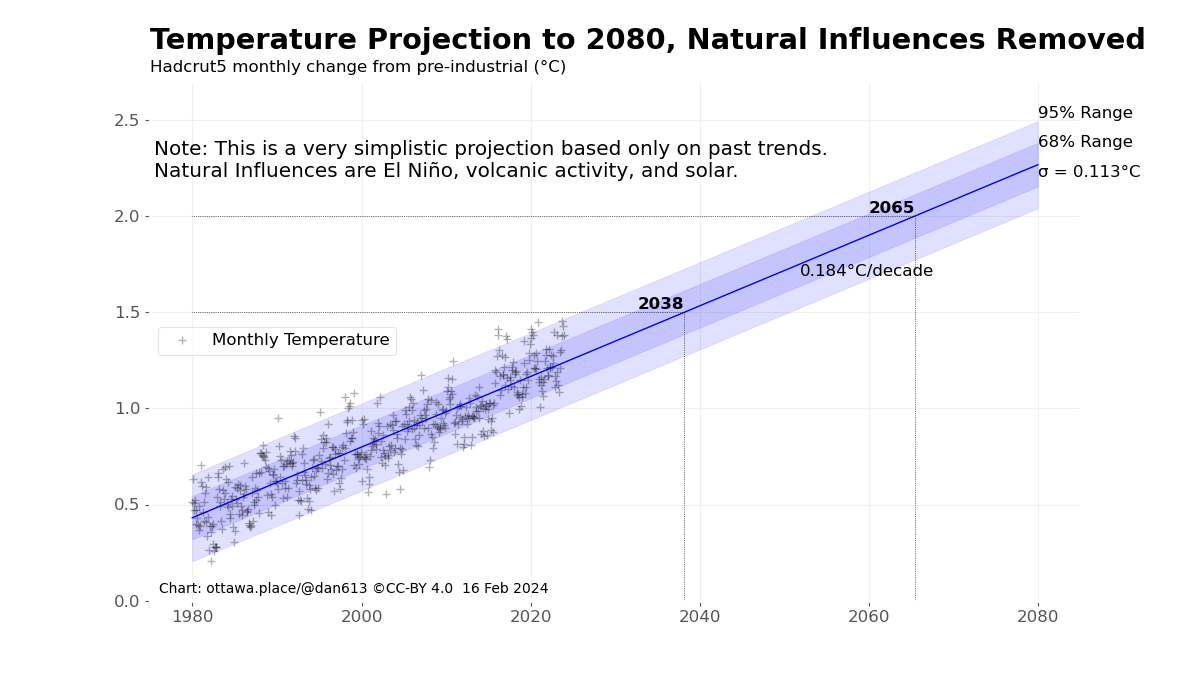 Temperature Projection to 2080, Natural Influences Removed
Hadcrut5 monthly change from pre-industrial (°C)
95% Range
2.5
68% Range
Note: This is a very simplistic projection based only on past trends.
Natural Influences are El Niño, volcanic activity, and solar.
σ = 0.113°C
2.0
2065
0.184°C/decade
1.5
2038
Monthly Temperature
1.0
0.5
Chart: ottawa.place/@dan613 ©CC-BY 4.0  16 Feb 2024
0.0
1980 2000 2020 2040 2060 2080